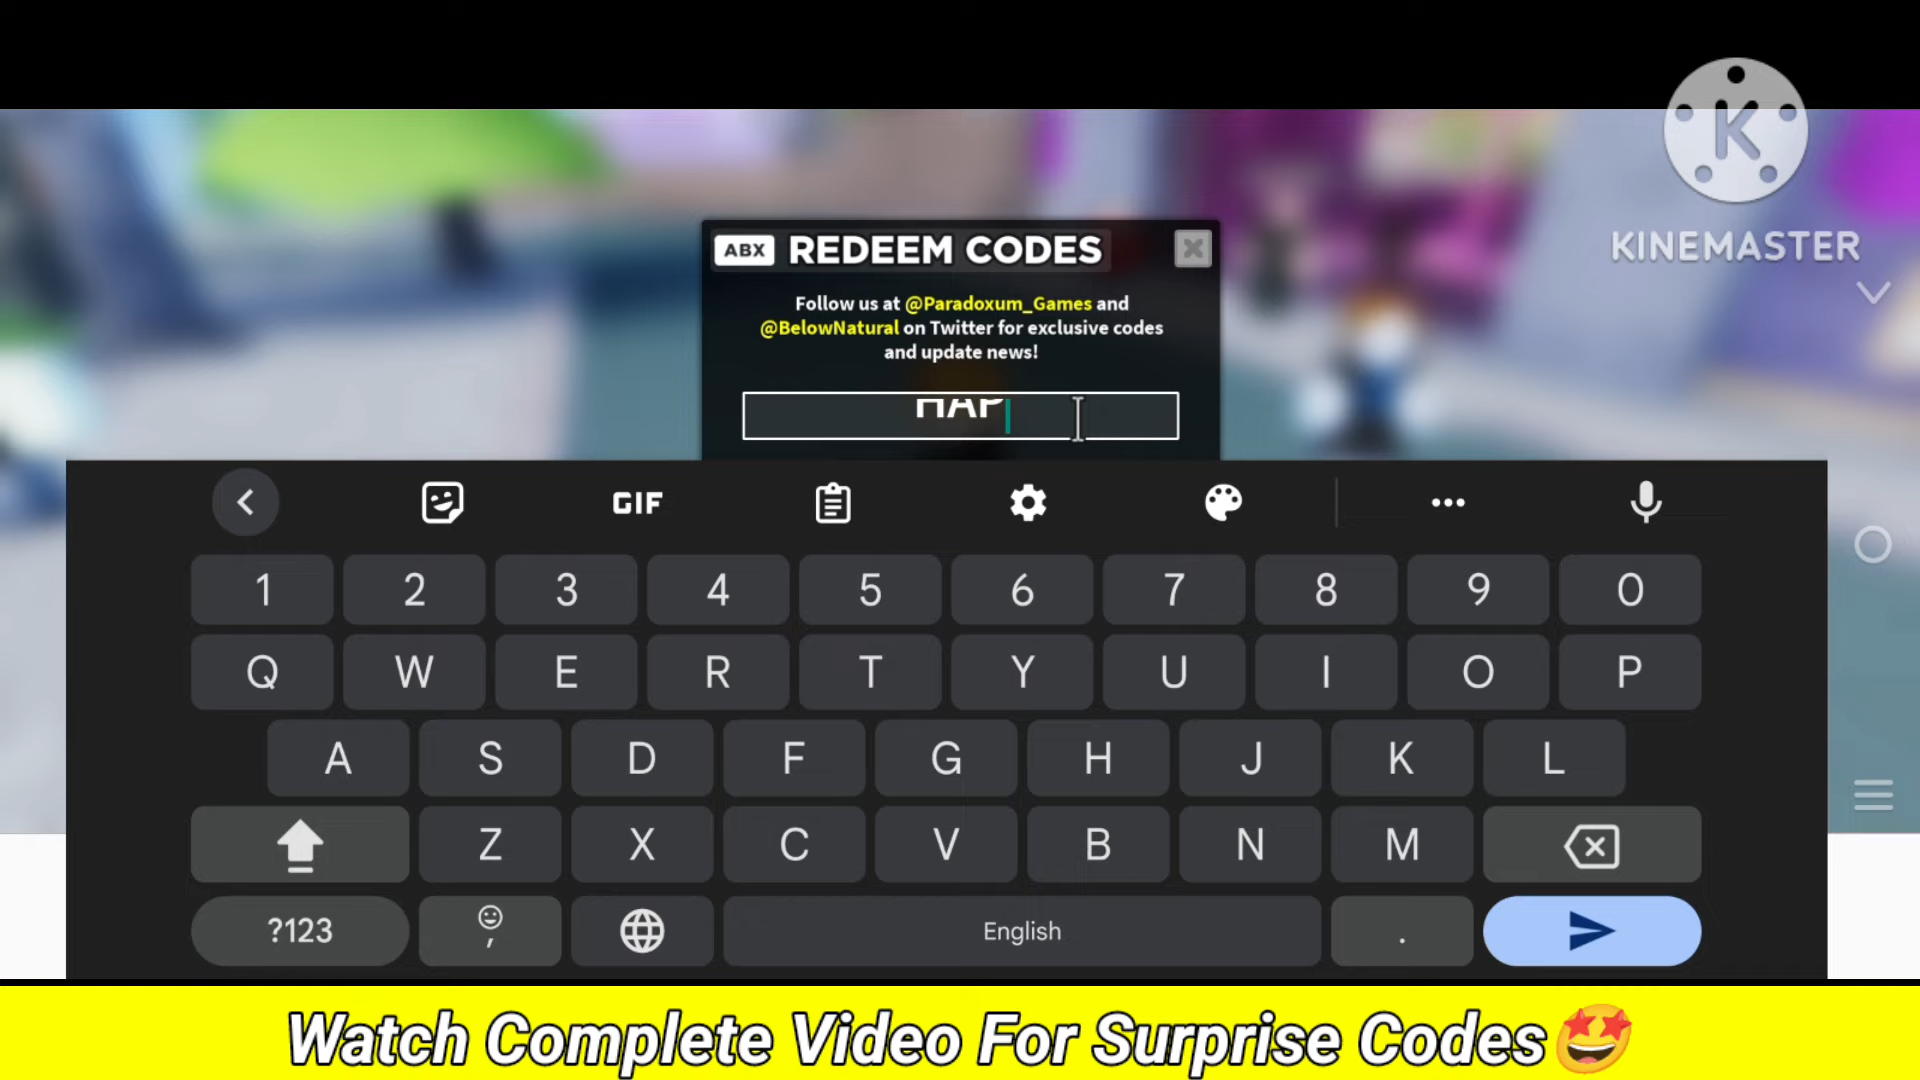 K
KINEMASTER
ABX REDEEM CODES
Follow us at @Paradoxum_Games and
@BelowNatural on Twitter for exclusive codes
and update news!
HAP
GIF
1 2 3 4 5 6 7 8 9 0
Q W E R T Y U I O P
A S D F G H J K L
Z X C V B N M
?123 , English .
Watch Complete Video For Surprise Codes🤩